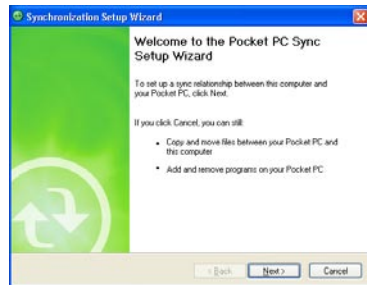 Synchronization Setup Wizard
Welcome to the Pocket PC Sync
Setup Wizard
To set up a sync relationship between this computer and
your Pocket PC, click Next.
If you click Cancel, you can still:
• Copy and move files between your Pocket PC and
this computer
• Add and remove programs on your Pocket PC
< Back Next > Cancel